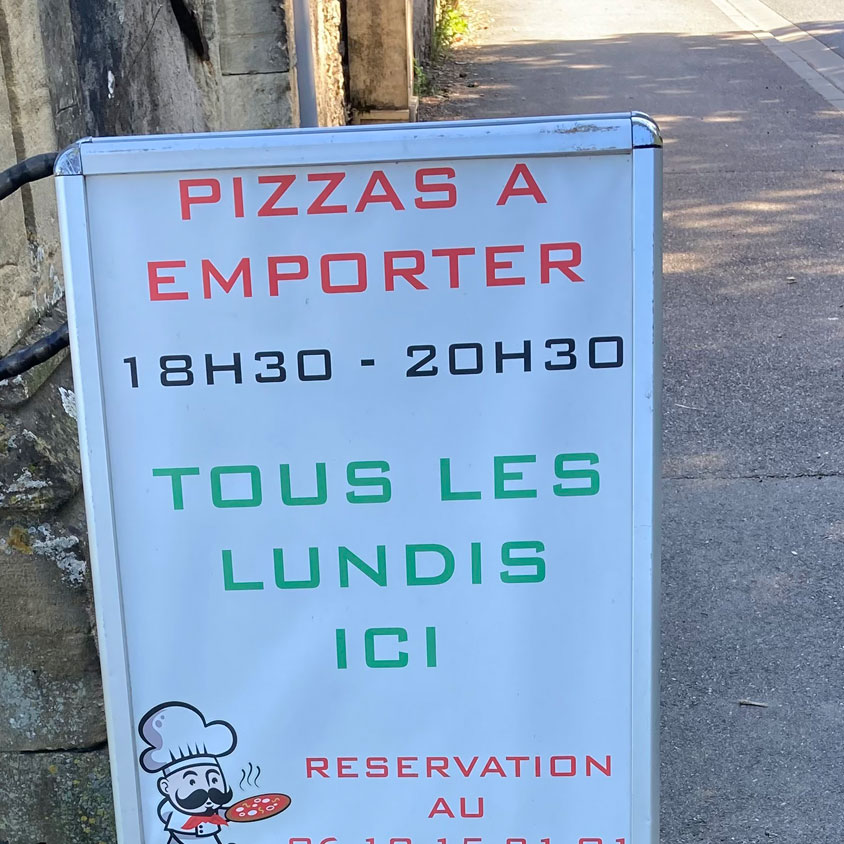 PIZZAS A
EMPORTER
18H30 - 20H30
TOUS LES
LUNDIS
ICI
RESERVATION
AU